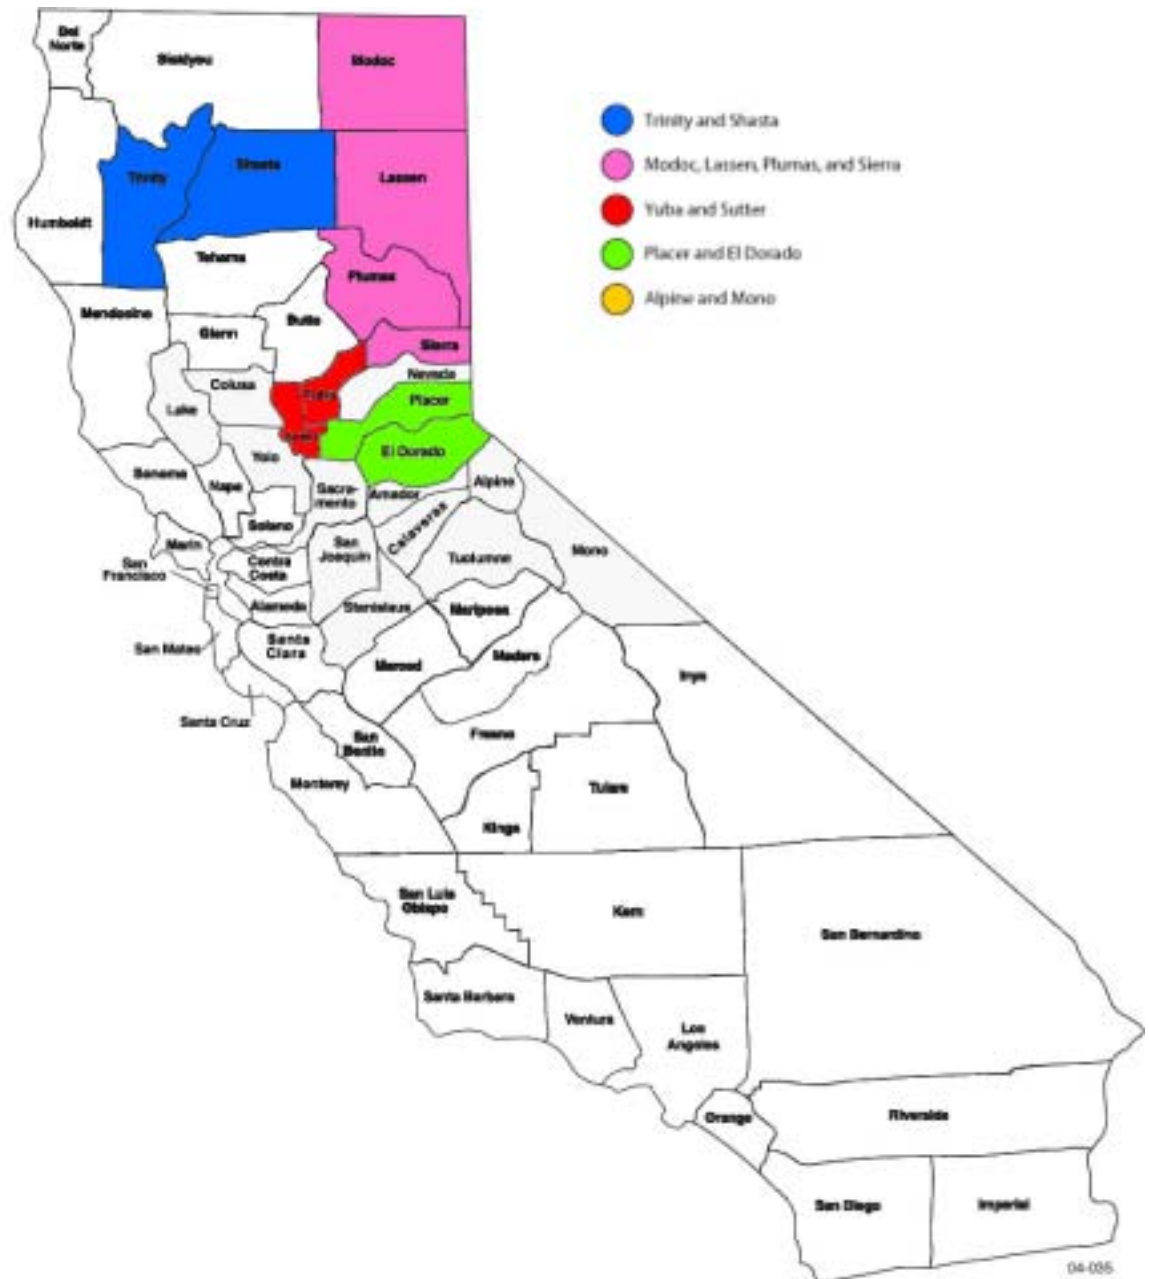 Del
Norte
Siskiyou
Modoc
Trinity and Shasta
Modoc, Lassen, Plumas, and Sierra
Yuba and Sutter
Placer and El Dorado
Alpine and Mono
Trinity
Shasta
Lassen
Humboldt
Tehama
Plumas
Mendocino
Glenn
Butte
Sierra
Nevada
Colusa
Yuba
Placer
Lake
Sutter
El Dorado
Yolo
Sonoma
Napa
Sacra-
mento
Amador
Alpine
Solano
Calaveras
Marin
San
Joaquin
Tuolumne
Mono
San
Francisco
Contra
Costa
Alameda
Stanislaus
Mariposa
San Mateo
Santa
Clara
Merced
Madera
Inyo
Santa Cruz
San
Benito
Fresno
Monterey
Tulare
Kings
San Luis
Obispo
Kern
San Bernardino
Santa Barbara
Ventura
Los
Angeles
Orange
Riverside
San Diego
Imperial
04-035